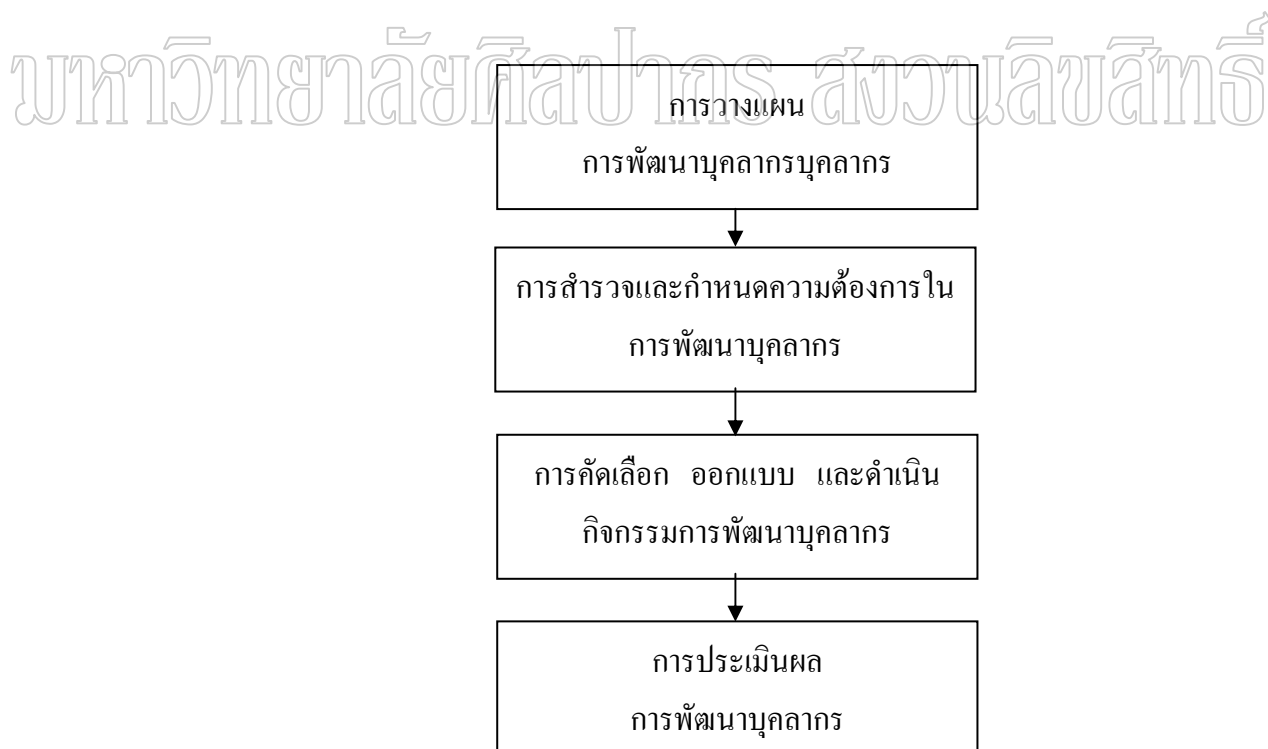 มหาวิทยาลัยศิลปากร สงวนลิขสิทธิ์
การวางแผน
การพัฒนาบุคลากรบุคลากร
การสำรวจและกำหนดความต้องการใน
การพัฒนาบุคลากร
การคัดเลือก ออกแบบ และดำเนิน
กิจกรรมการพัฒนาบุคลากร
การประเมินผล
การพัฒนาบุคลากร